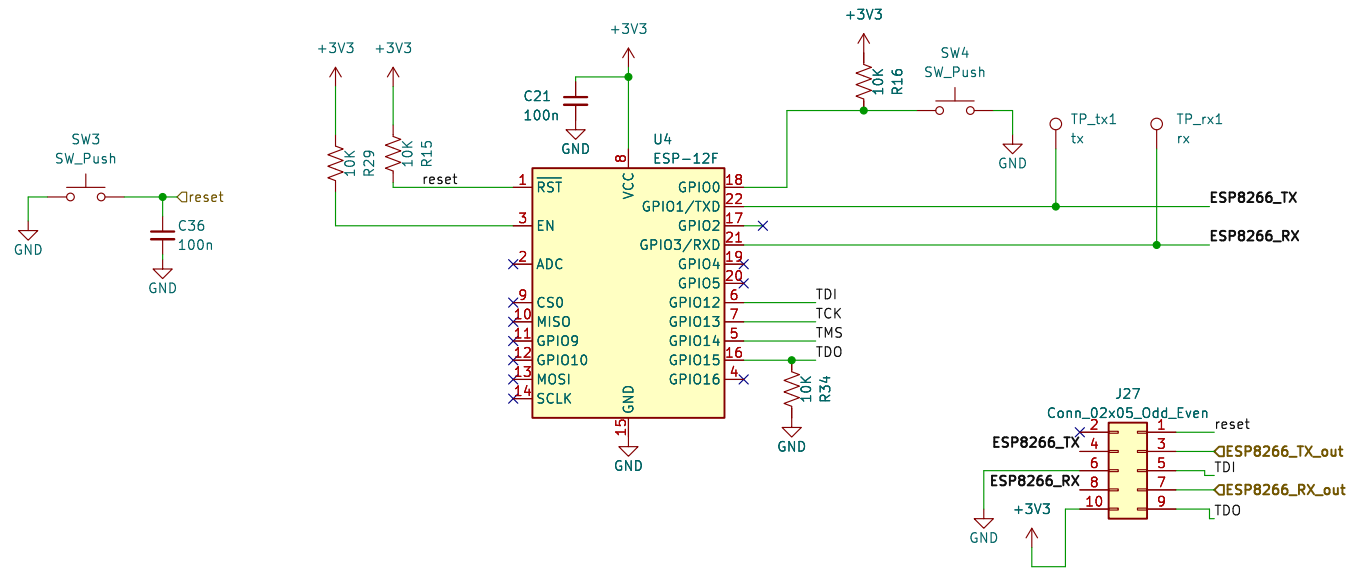 +3V3
+3V3
+3V3
+3V3
SW4
SW_Push
10K
R16
C21
100n
GND
GND
TP_tx1
tx
TP_rx1
rx
SW3
SW_Push
reset
GND
C36
100n
GND
10K
R29
10K
R15
reset
U4
ESP-12F
8
VCC
1
RST
3
EN
2
ADC
9
CS0
10
MISO
11
GPIO9
12
GPIO10
13
MOSI
14
SCLK
GND
15
GND
GPIO0
18
GPIO1/TXD
22
GPIO2
17
GPIO3/RXD
21
GPIO4
19
GPIO5
20
GPIO12
6
TDI
GPIO13
7
TCK
GPIO14
5
TMS
GPIO15
16
TDO
GPIO16
4
10K
R34
GND
ESP8266_TX
ESP8266_RX
J27
Conn_02x05_Odd_Even
2
1
reset
ESP8266_TX
4
3
ESP8266_TX_out
6
5
TDI
ESP8266_RX
8
7
ESP8266_RX_out
+3V3
10
9
TDO
GND